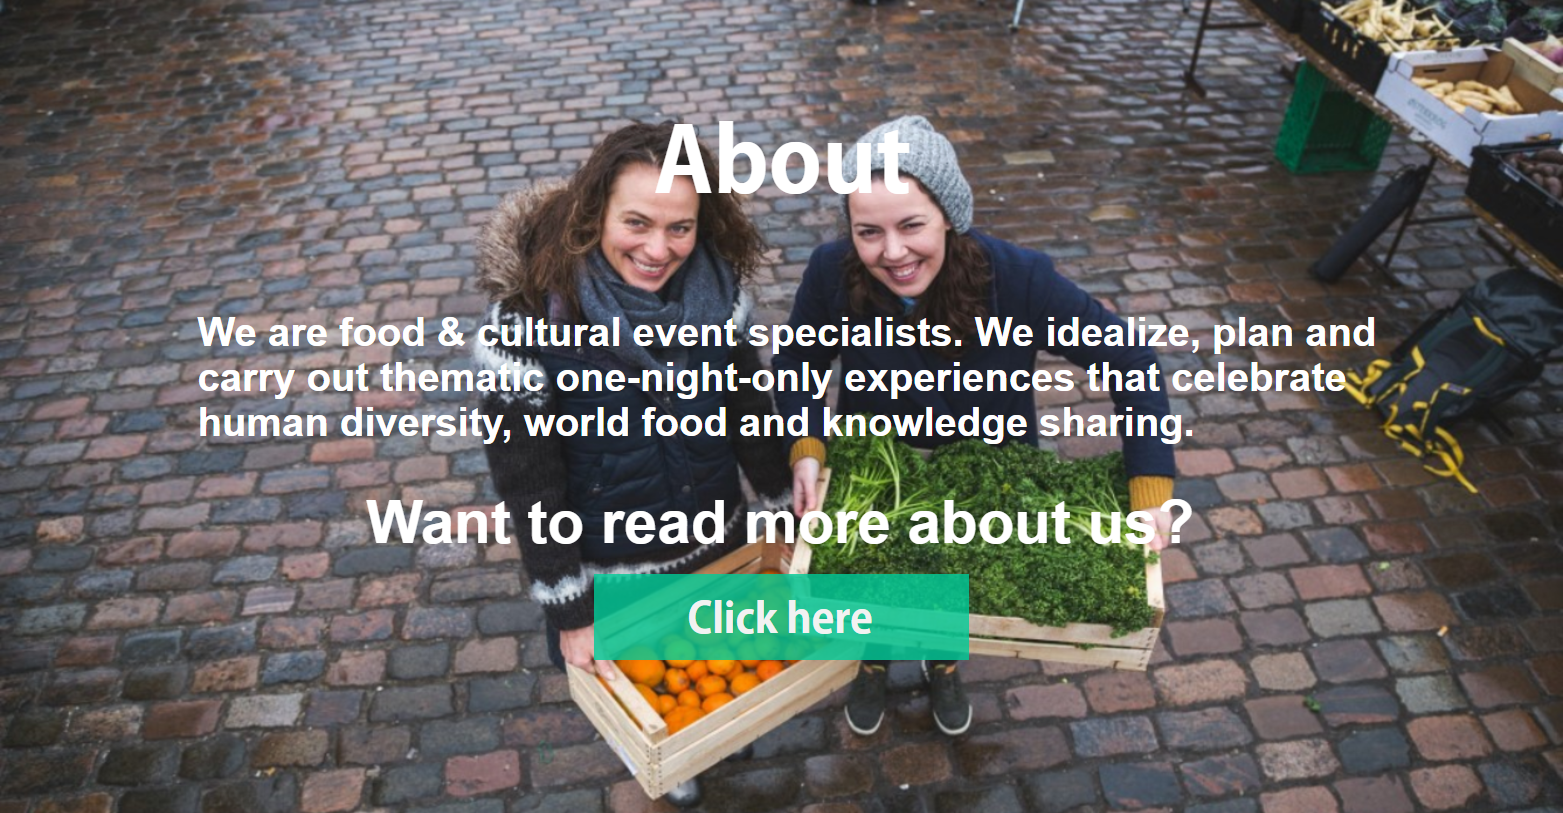 About
We are food & cultural event specialists. We idealize, plan and
carry out thematic one-night-only experiences that celebrate
human diversity, world food and knowledge sharing.
Want to read more about us?
Click here